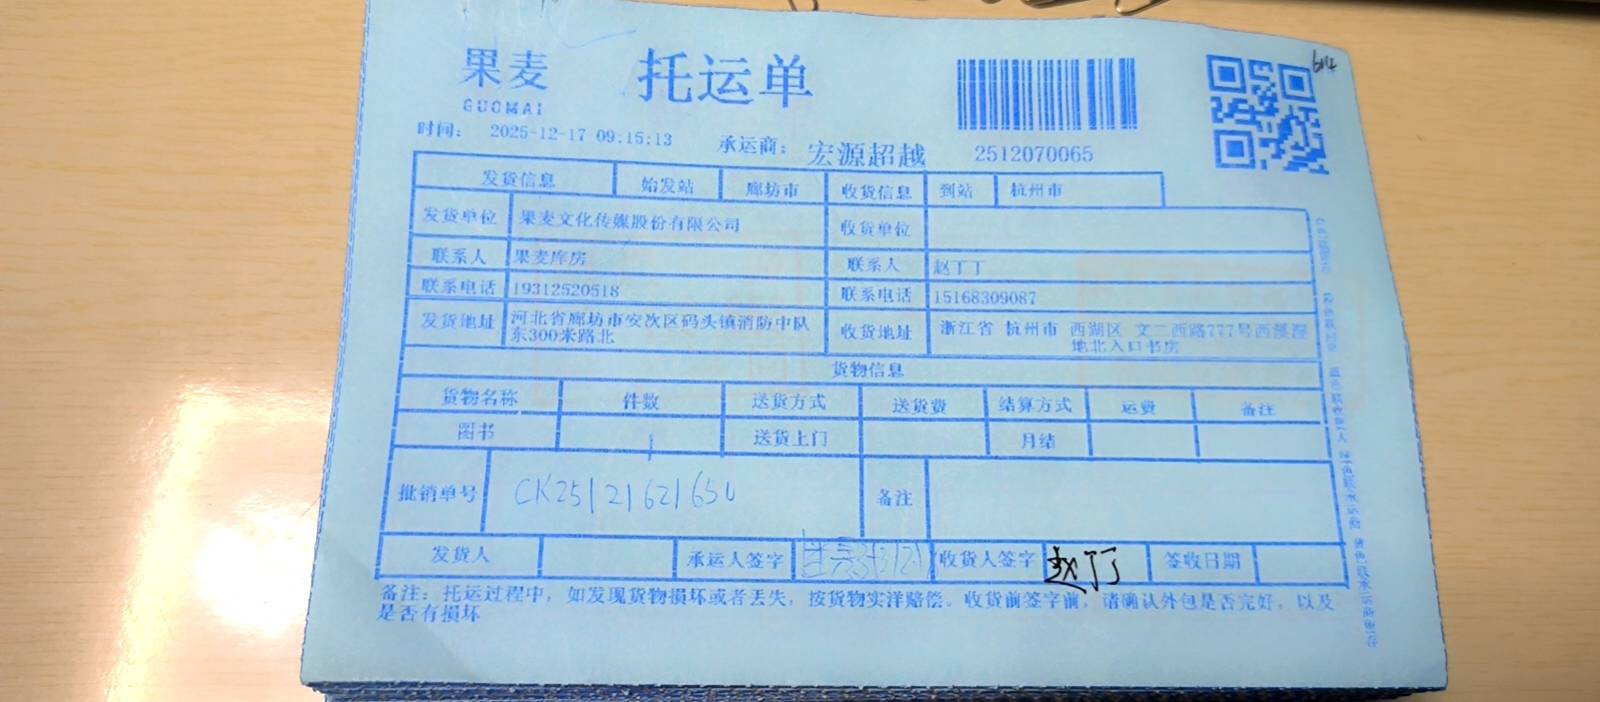 果麦 托运单
GUOMAI
614
时间： 2025-12-17 09:15:13 承运商： 宏源超越 2512070065
发货信息 始发站 廊坊市 收货信息 到站 杭州市
发货单位 果麦文化传媒股份有限公司 收货单位
联系人 果麦库房 联系人 赵丁丁
联系电话 19312520518 联系电话 15168309087
发货地址 河北省廊坊市安次区码头镇消防中队 收货地址 浙江省 杭州市 西湖区 文二西路777号西溪湿
东300米路北 地北入口书房
货物信息
货物名称 件数 送货方式 送货费 结算方式 运费 备注
图书 1 送货上门 月结
批销单号 CK25121621650 备注
发货人 承运人签字 收货人签字 赵丁丁 签收日期
备注：托运过程中，如发现货物损坏或者丢失，按货物实洋赔偿。收货前签字前，请确认外包是否完好，以及
是否有损坏